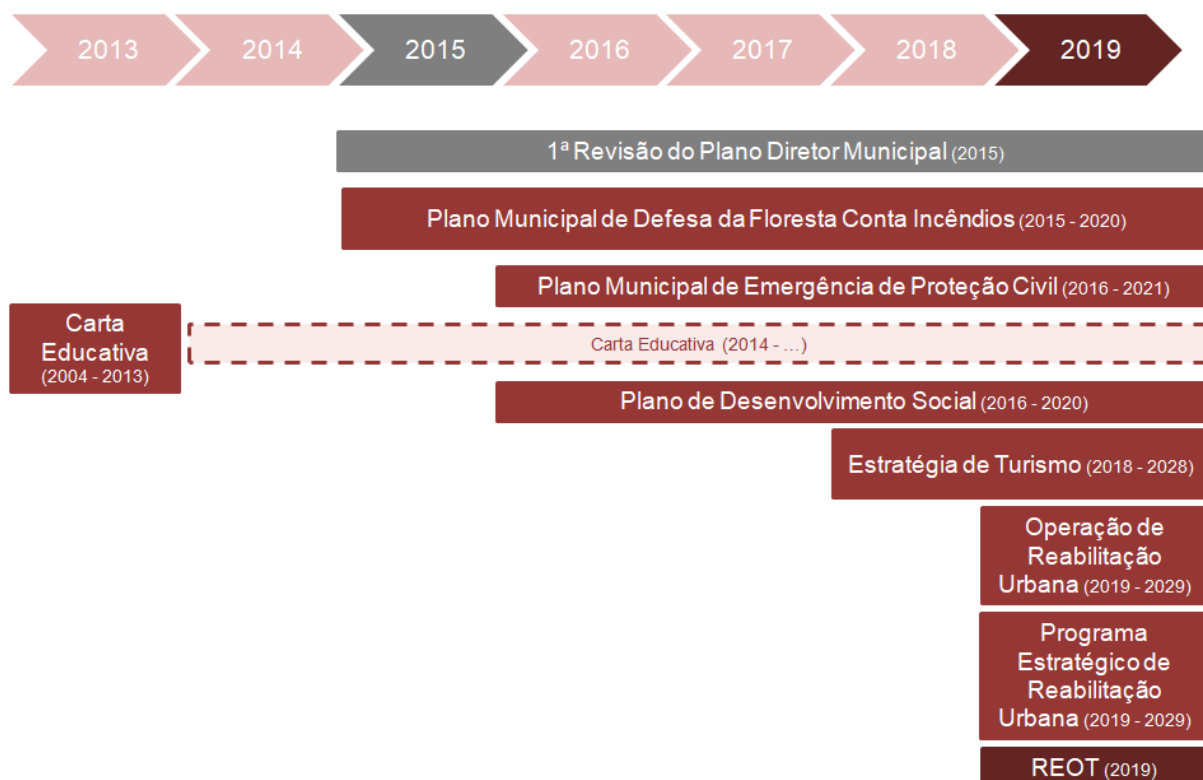 2013 2014 2015 2016 2017 2018 2019
1ª Revisão do Plano Diretor Municipal (2015)
Plano Municipal de Defesa da Floresta Conta Incêndios (2015 - 2020)
Plano Municipal de Emergência de Proteção Civil (2016 - 2021)
Carta
Educativa
(2004 - 2013)
Carta Educativa (2014 - ...)
Plano de Desenvolvimento Social (2016 - 2020)
Estratégia de Turismo (2018 - 2028)
Operação de
Reabilitação
Urbana (2019 - 2029)
Programa
Estratégico de
Reabilitação
Urbana (2019 - 2029)
REOT (2019)